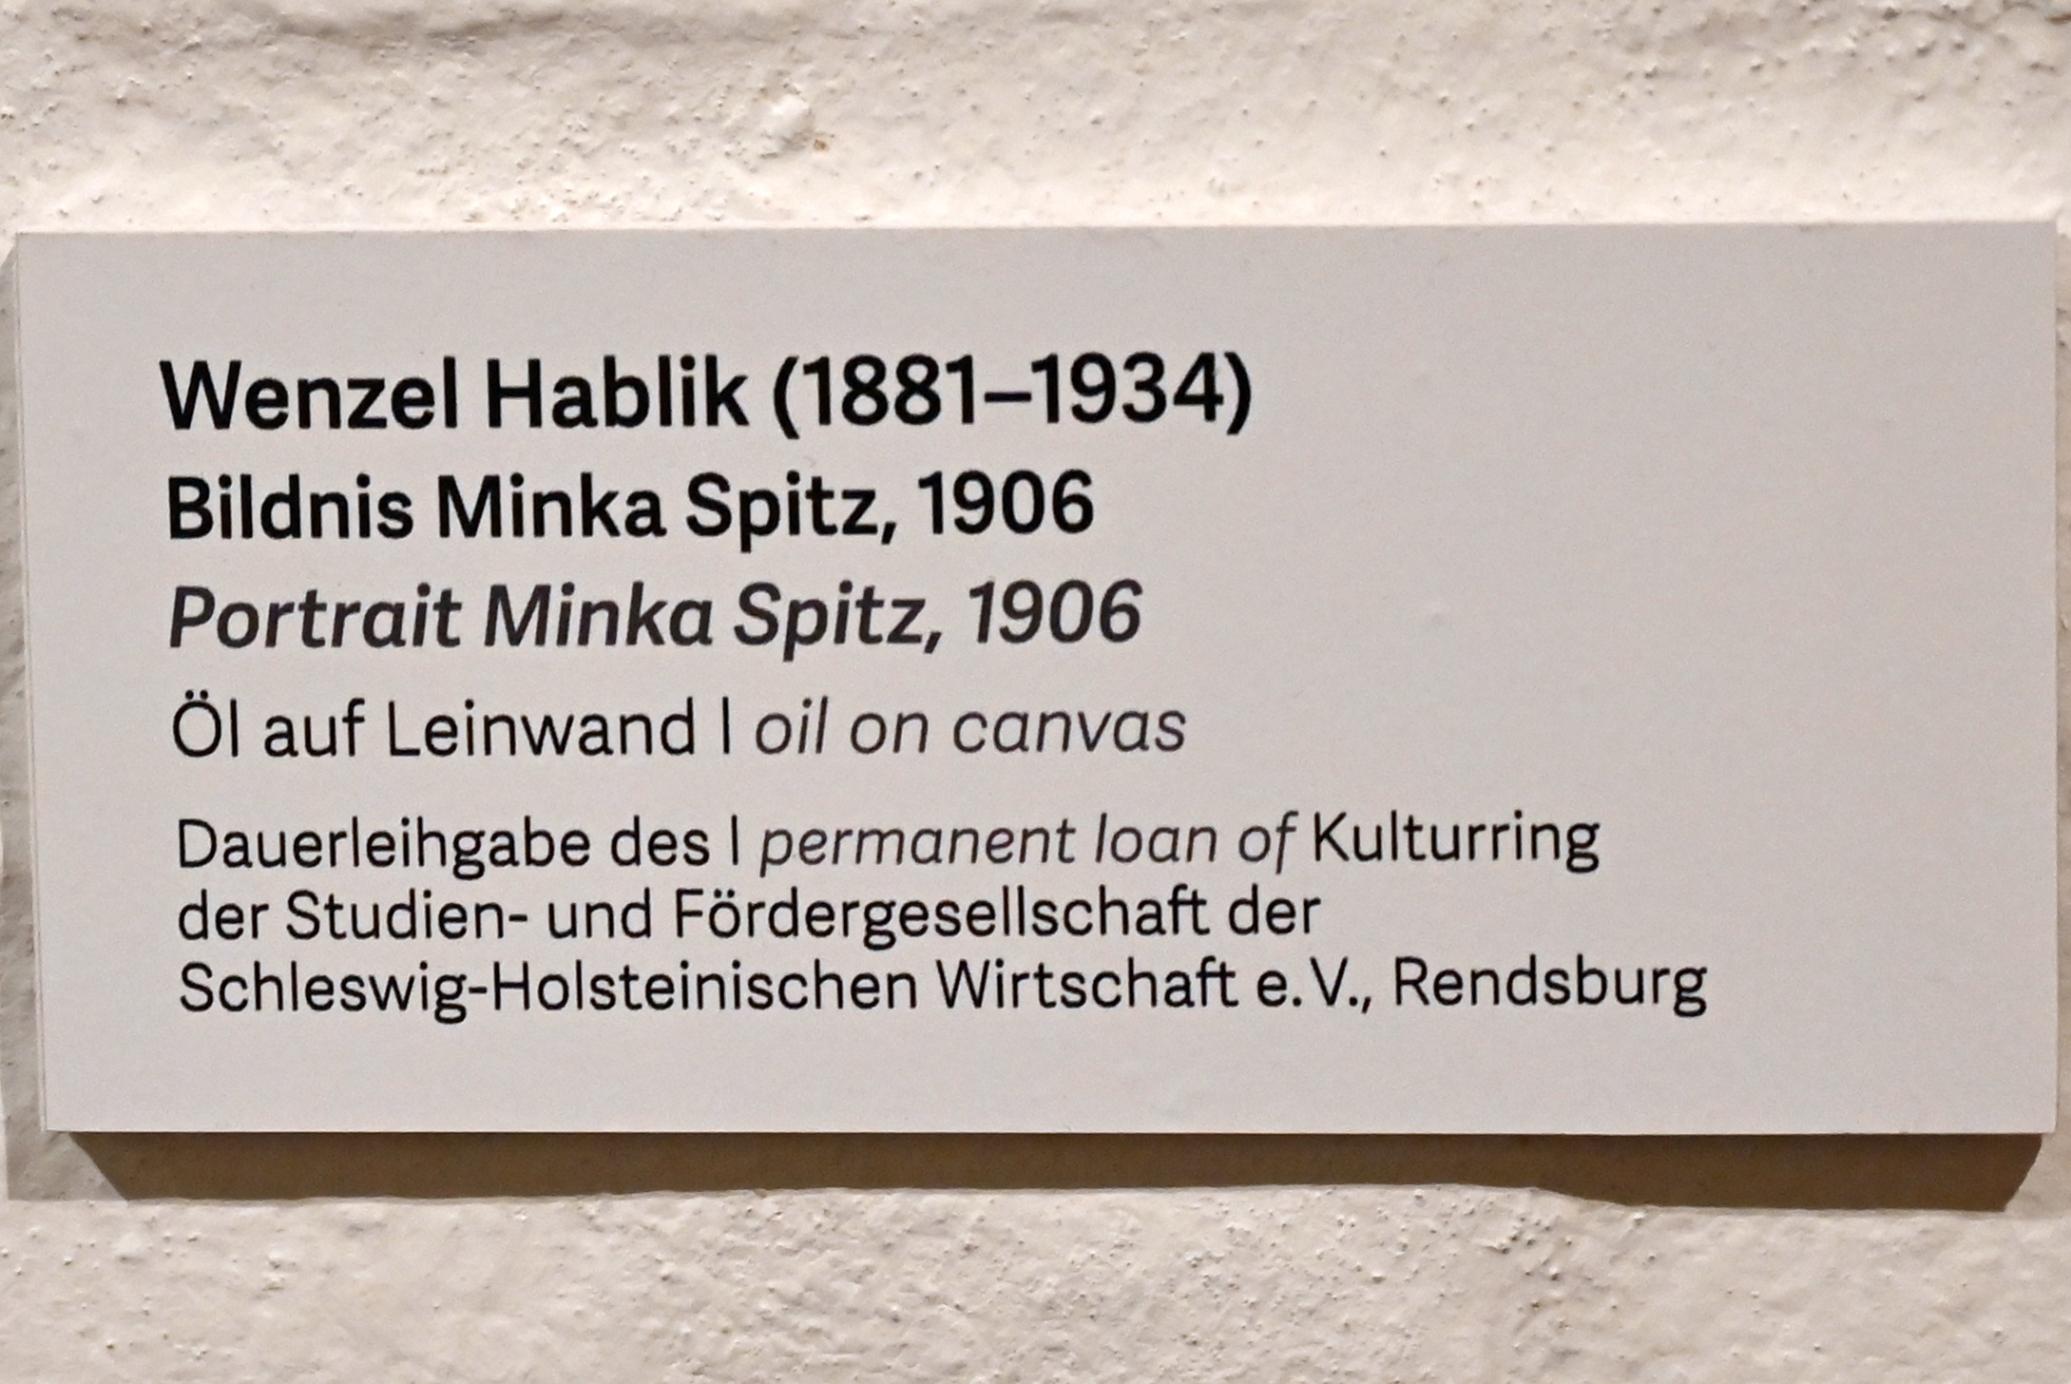 Wenzel Hablik (1881–1934)
Bildnis Minka Spitz, 1906
Portrait Minka Spitz, 1906
Öl auf Leinwand | oil on canvas
Dauerleihgabe des | permanent loan of Kulturring
der Studien- und Fördergesellschaft der
Schleswig-Holsteinischen Wirtschaft e. V., Rendsburg